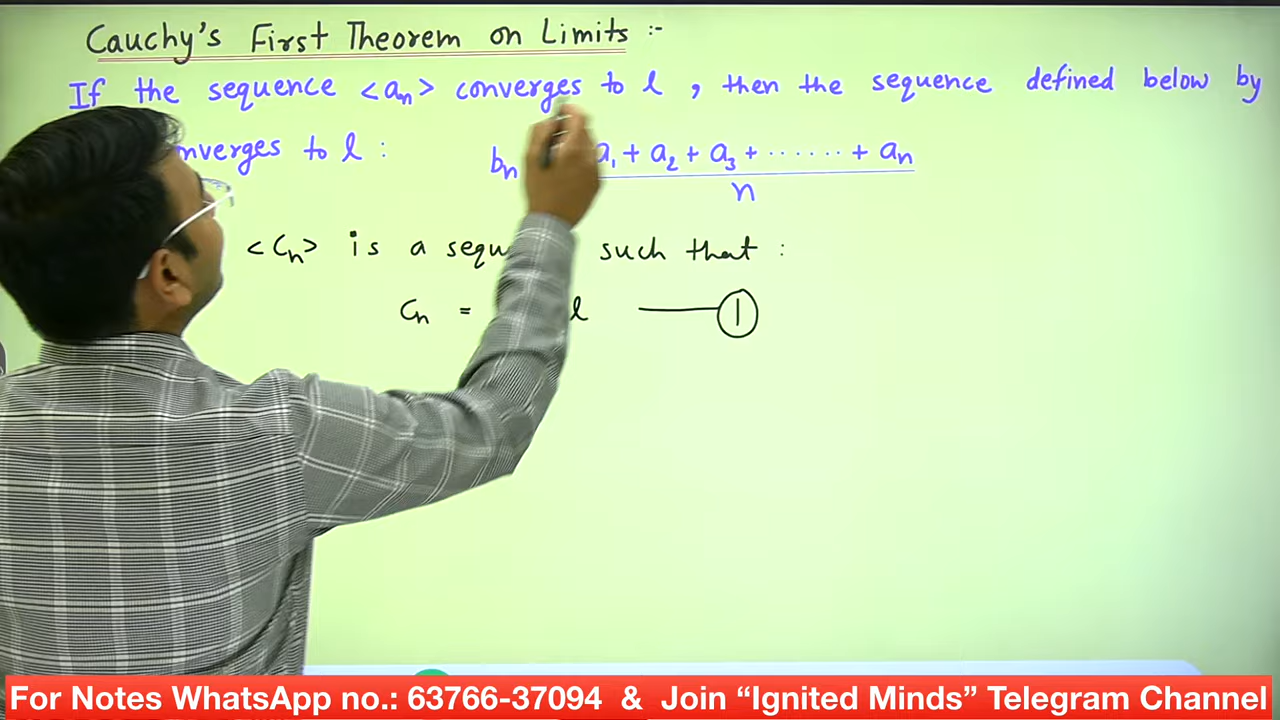 Cauchy's First Theorem on Limits :-
If the sequence <aₙ> converges to l , then the sequence defined below by
converges to l : bₙ a₁ + a₂ + a₃ + ······ + aₙ
n
<Cₙ> is a such that :
Cₙ = l ——— ①
For Notes WhatsApp no.: 63766-37094 & Join “Ignited Minds” Telegram Channel